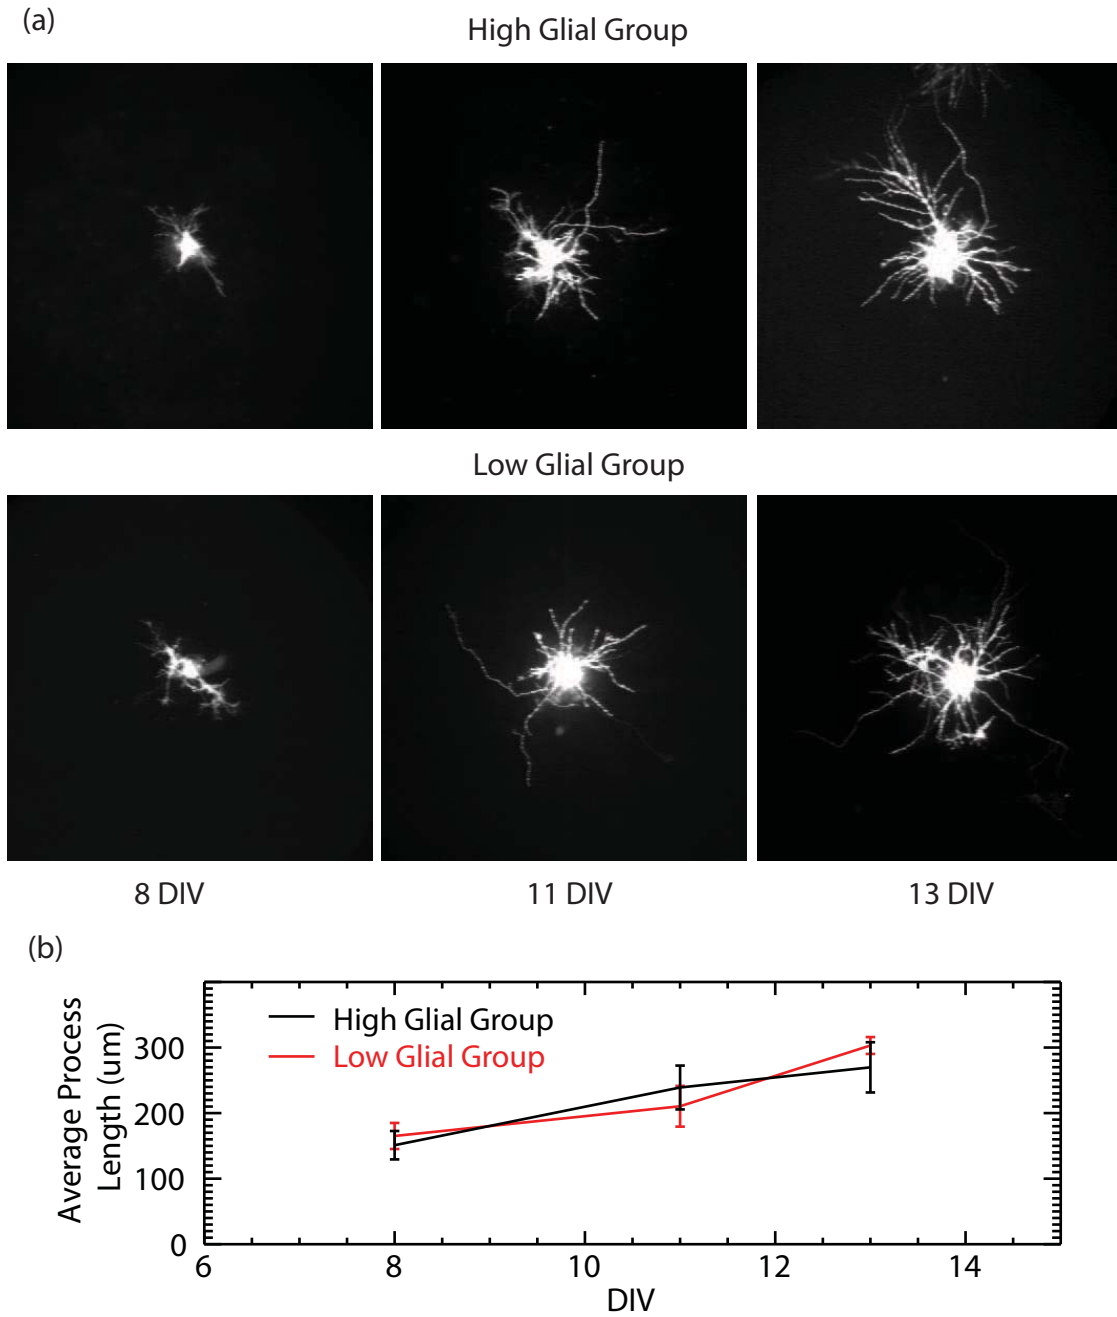 (a)
High Glial Group
Low Glial Group
8 DIV
11 DIV
13 DIV
(b)
Average Process
Length (um)
High Glial Group
Low Glial Group
300
200
100
0
6
8
10
12
14
DIV